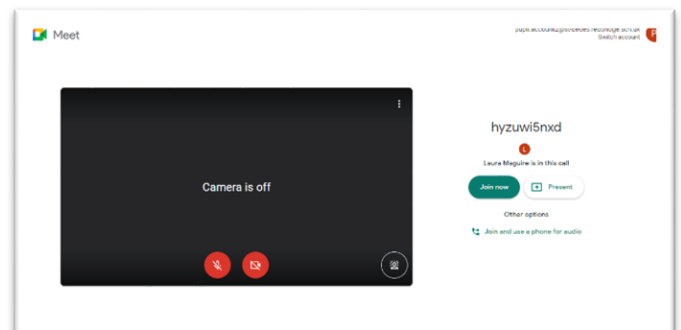 Meet
Switch account
P
Camera is off
hyzuwi5nxd
L
Laura Maguire is in this call
Join now
Present
Other options
Join and use a phone for audio